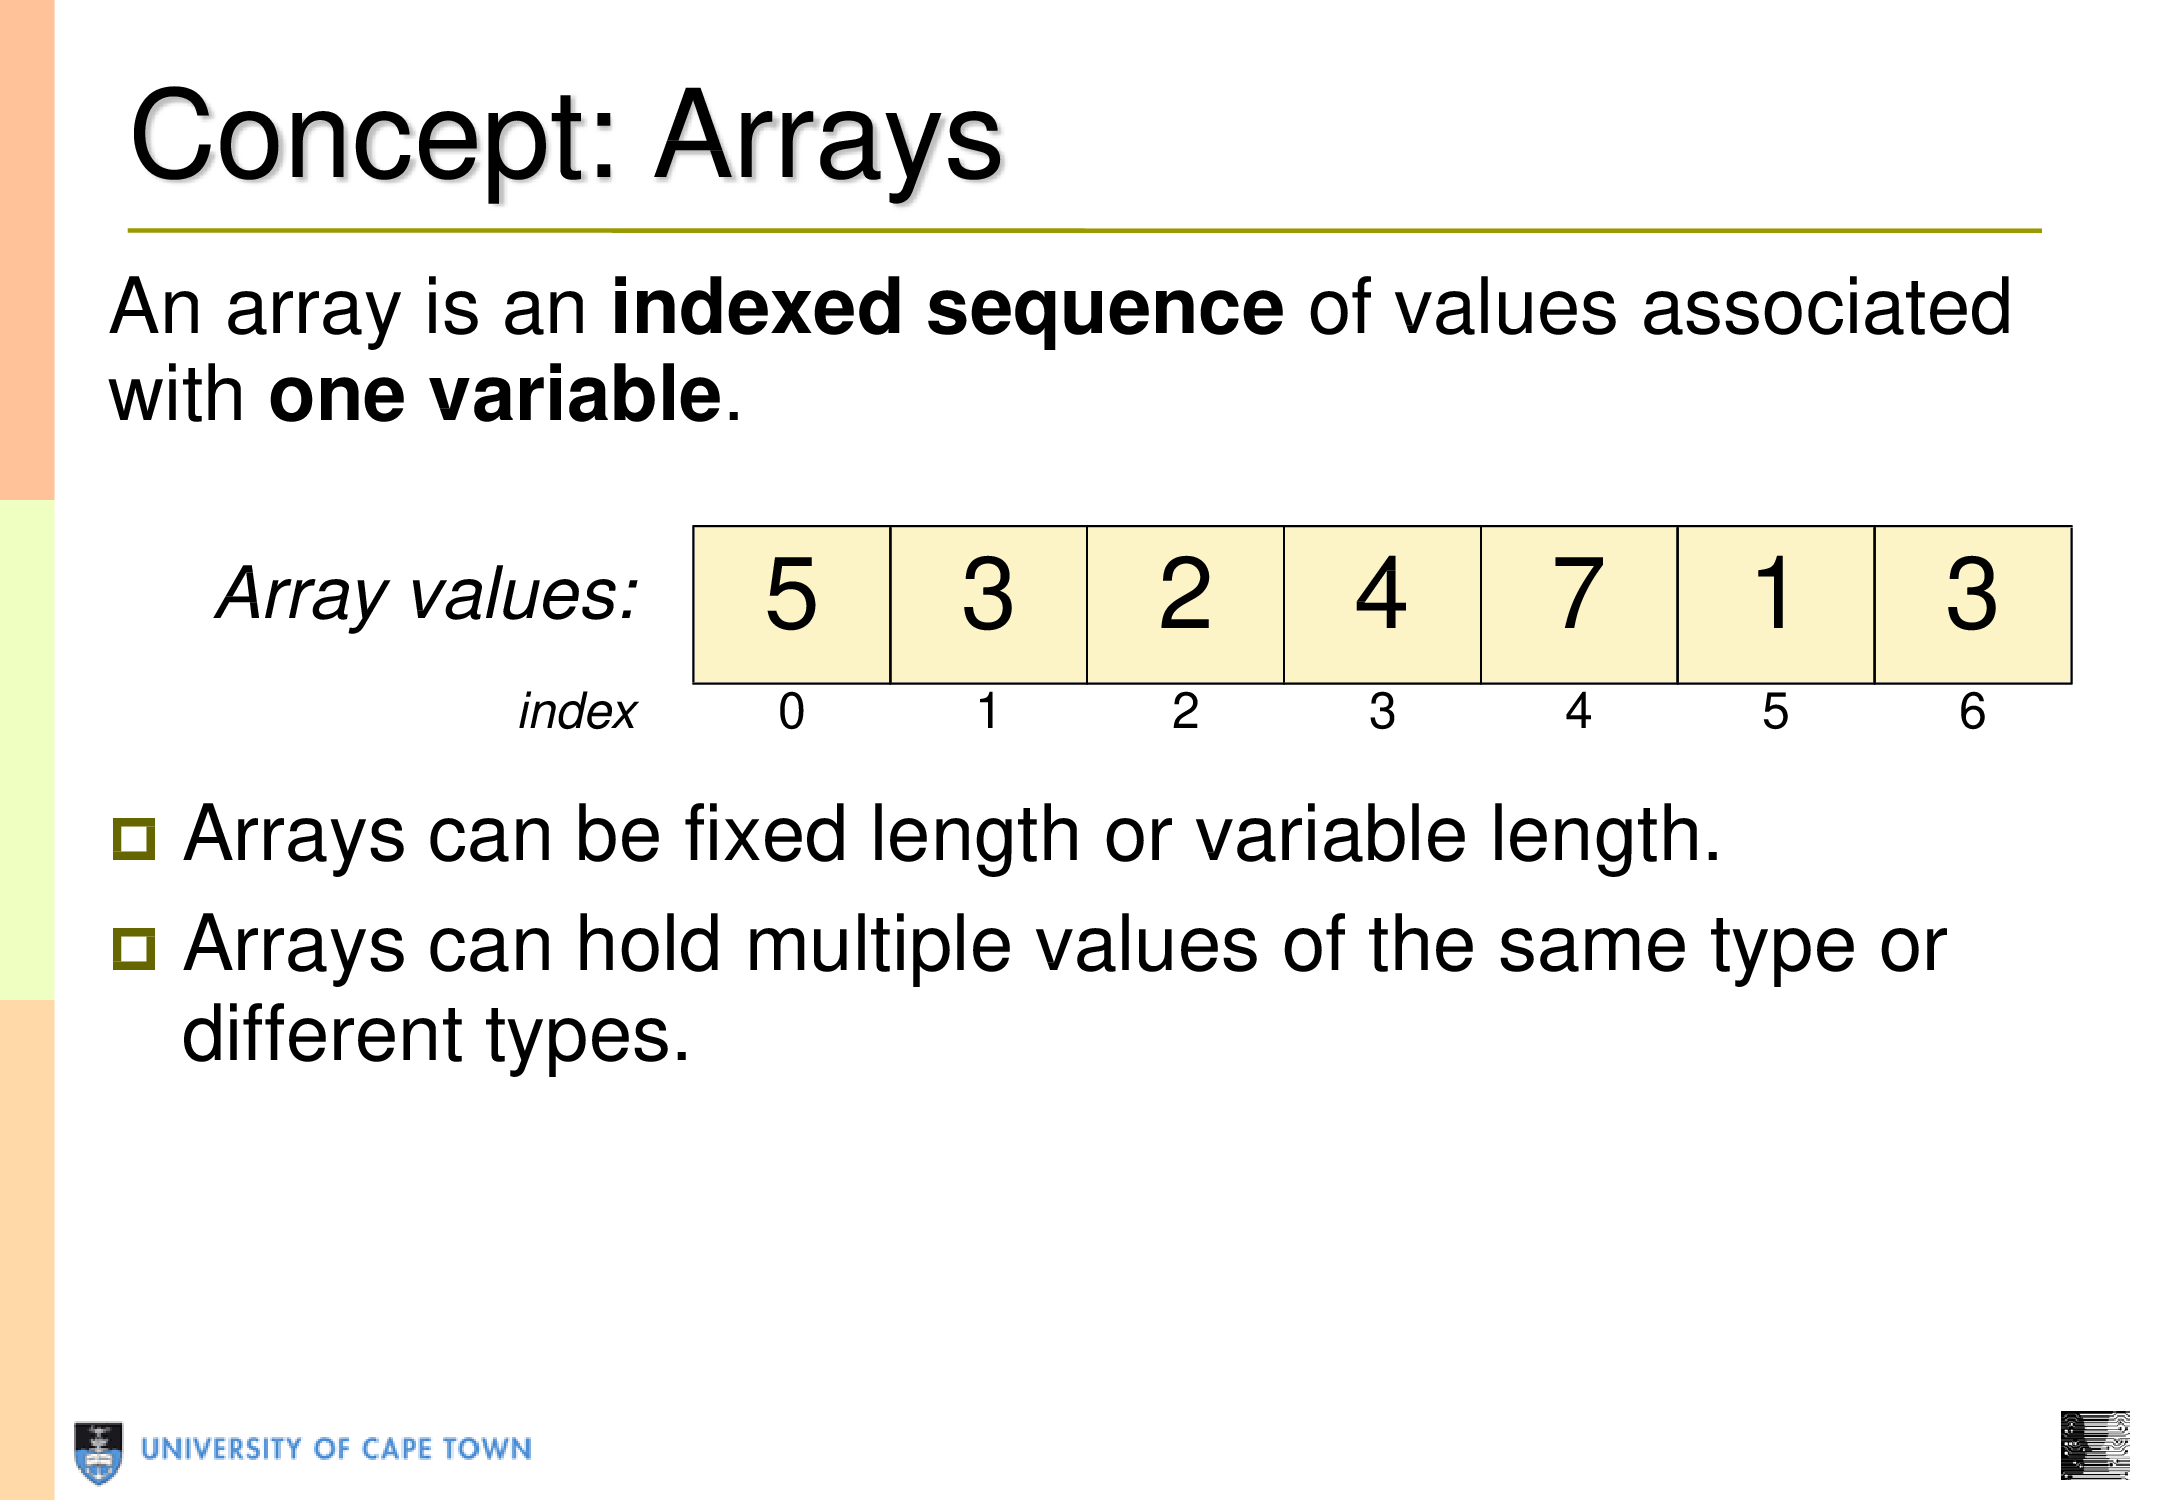 Concept: Arrays
An array is an indexed sequence of values associated
with one variable.
Array values: 5 3 2 4 7 1 3
index 0 1 2 3 4 5 6
Arrays can be fixed length or variable length.
Arrays can hold multiple values of the same type or
different types.
UNIVERSITY OF CAPE TOWN